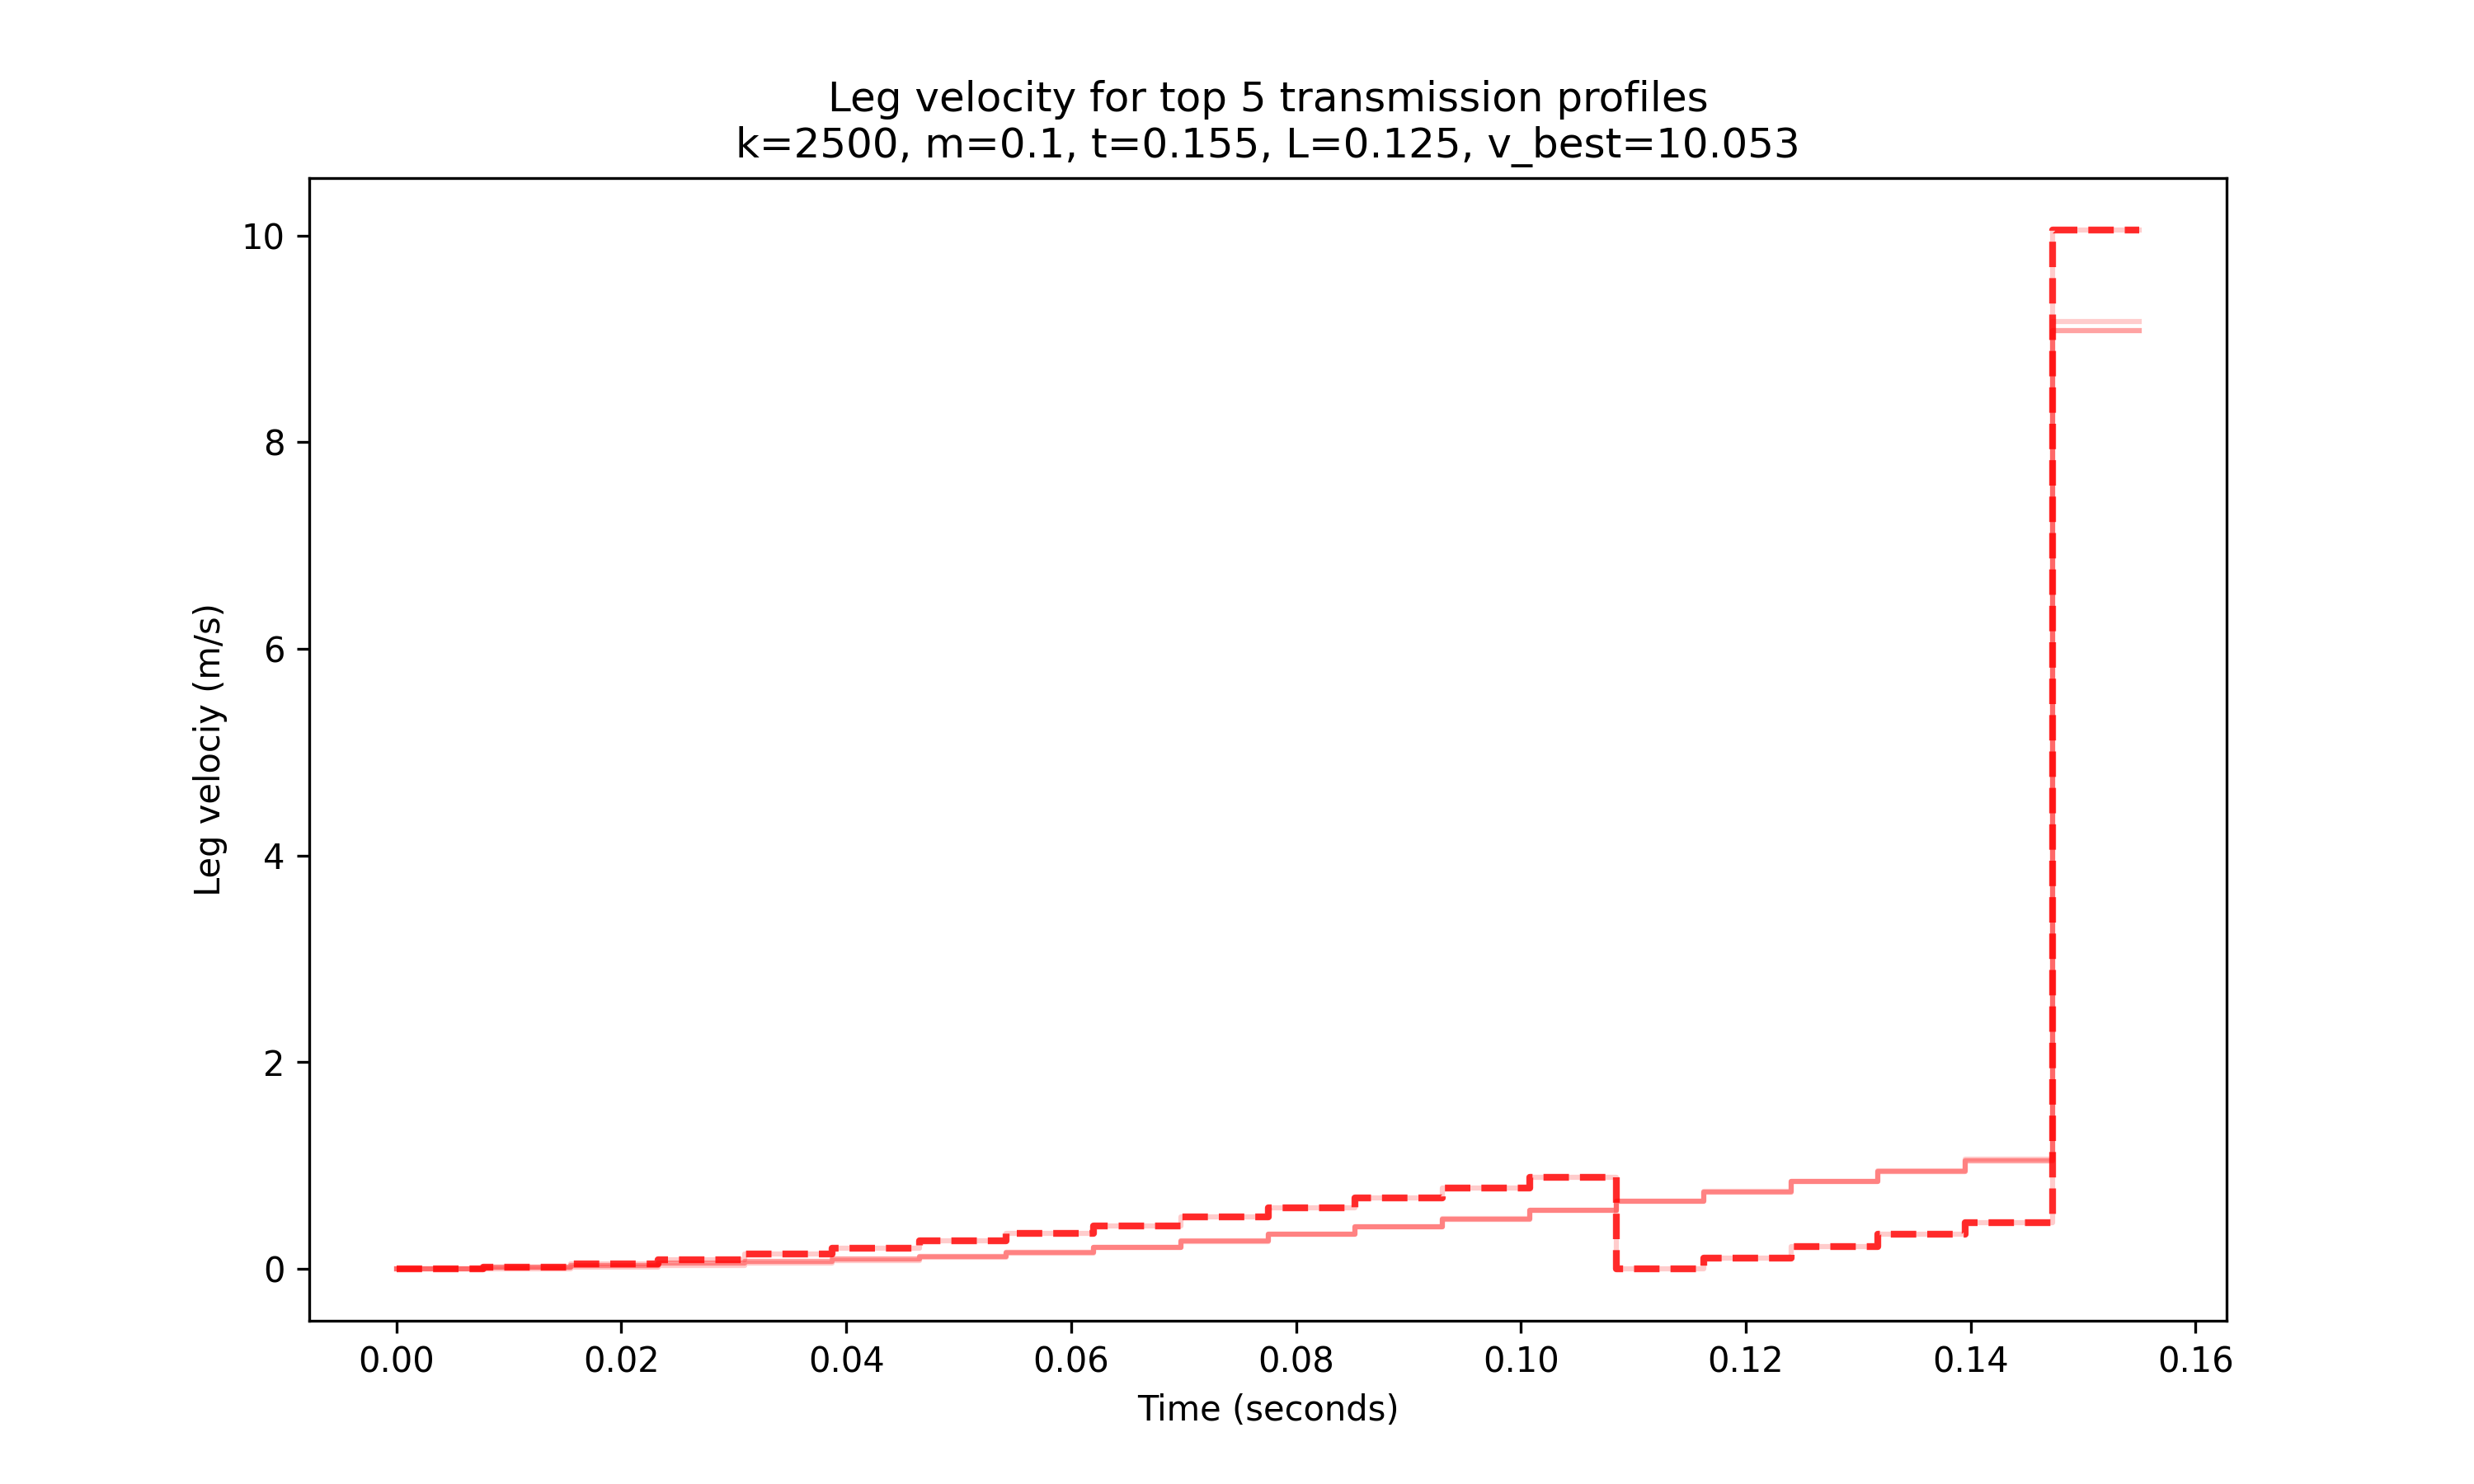 Leg velocity for top 5 transmission profiles
k=2500, m=0.1, t=0.155, L=0.125, v_best=10.053
10
8
6
4
2
0
Leg velociy (m/s)
0.00 0.02 0.04 0.06 0.08 0.10 0.12 0.14 0.16
Time (seconds)